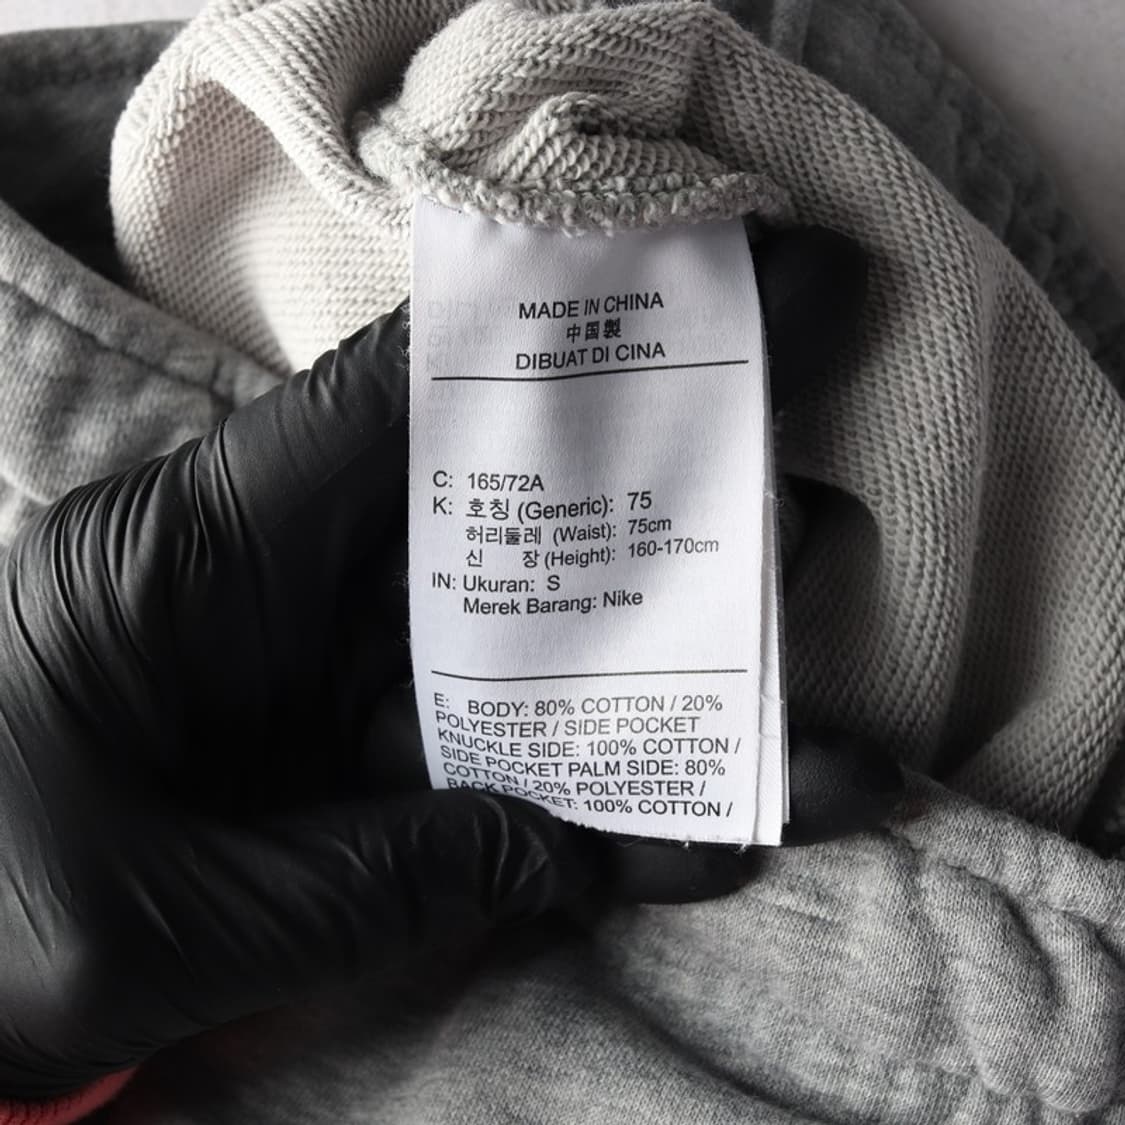 MADE IN CHINA
中国製
DIBUAT DI CINA
C: 165/72A
K: 호칭 (Generic): 75
허리둘레 (Waist): 75cm
신 장 (Height): 160-170cm
IN: Ukuran: S
Merek Barang: Nike
E: BODY: 80% COTTON / 20%
POLYESTER / SIDE POCKET
KNUCKLE SIDE: 100% COTTON /
SIDE POCKET PALM SIDE: 80%
COTTON / 20% POLYESTER /
BACK POCKET: 100% COTTON /